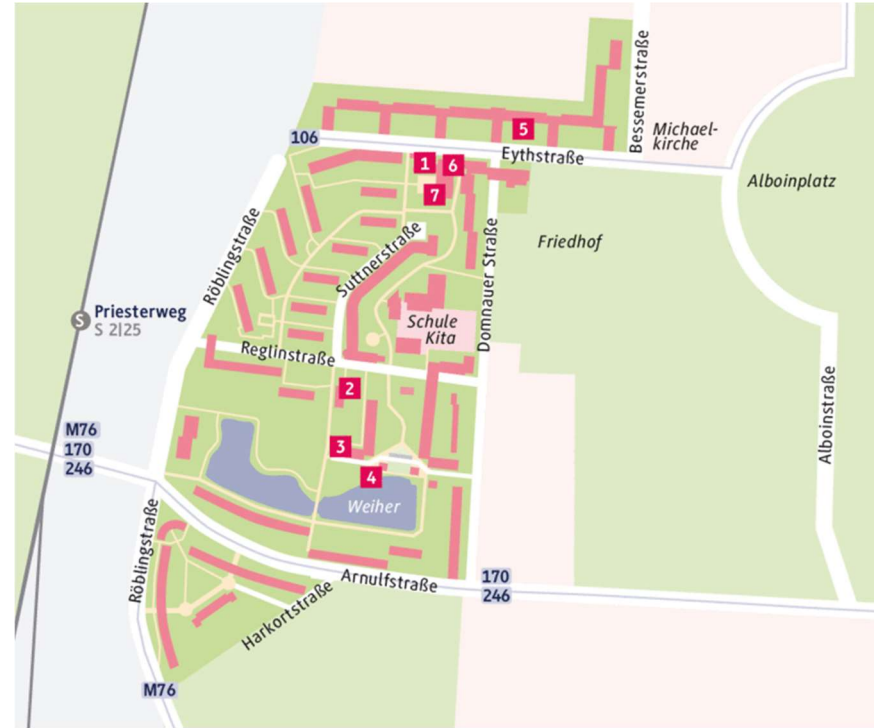 106
5
Bessemerstraße
Michael-
kirche
Eythstraße
1
6
7
Alboinplatz
Röblingstraße
Suttnerstraße
Domnauer Straße
Friedhof
S
Priesterweg
S 2|25
Schule
Kita
Reglinstraße
2
Alboinstraße
M76
170
246
3
4
Weiher
Röblingstraße
Arnulfstraße
170
246
Harkortstraße
M76